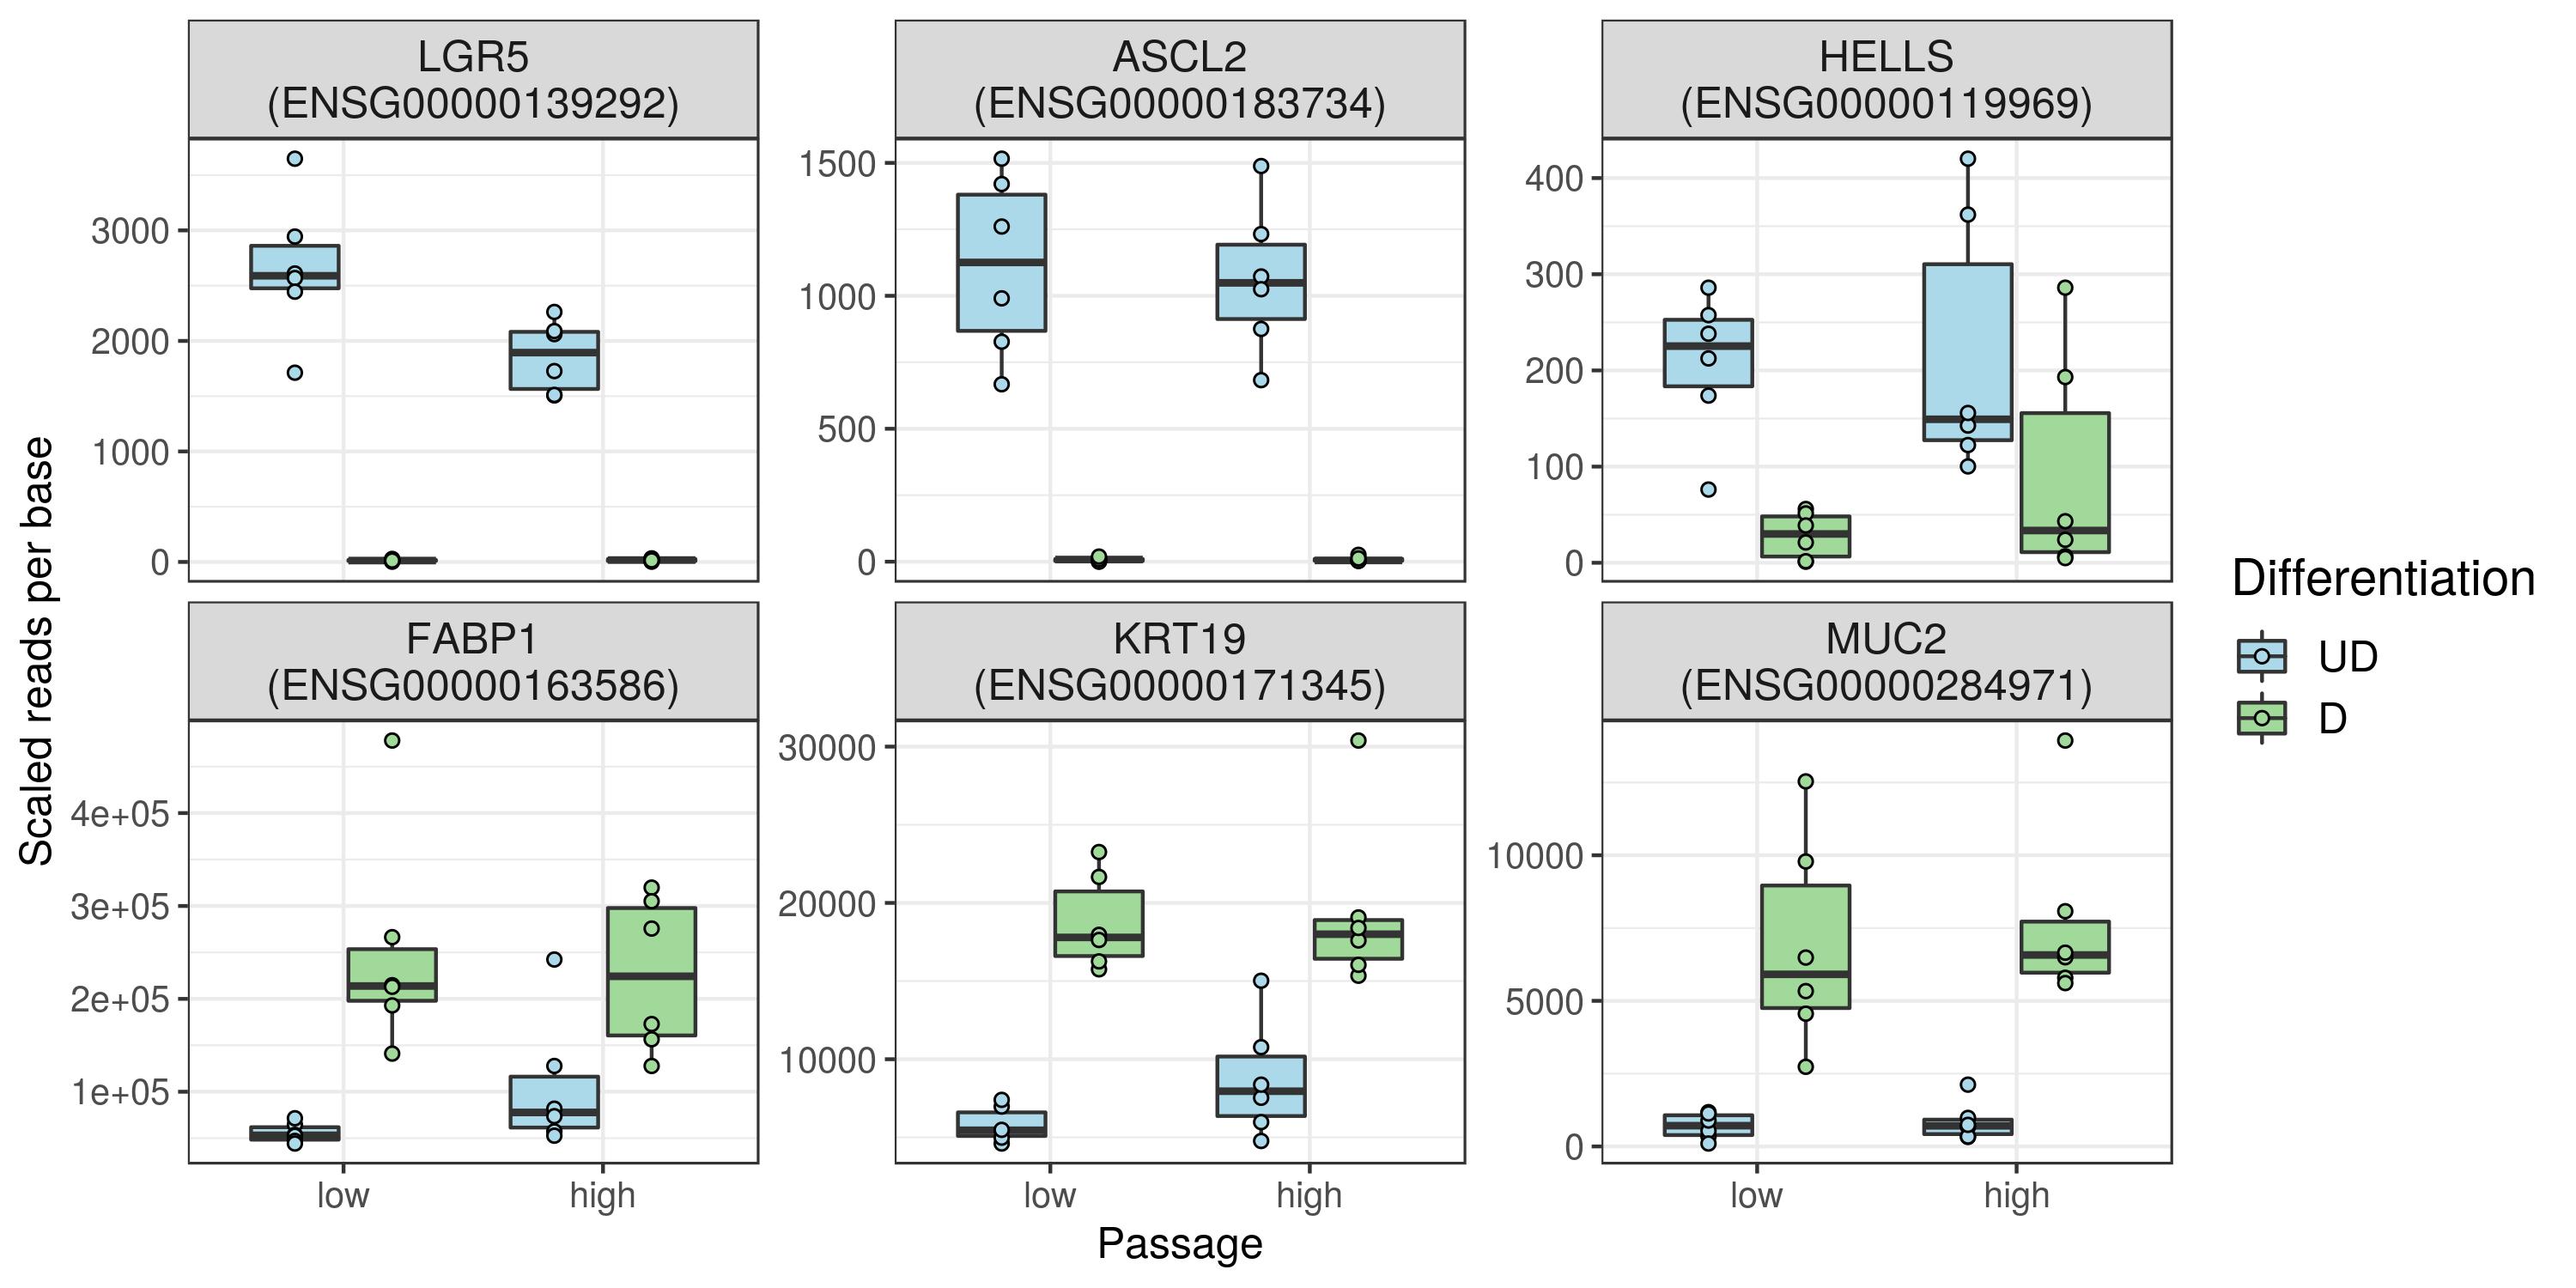 LGR5
(ENSG00000139292)
ASCL2
(ENSG00000183734)
HELLS
(ENSG00000119969)
3000
2000
1000
0
1500
1000
500
0
400
300
200
100
0
FABP1
(ENSG00000163586)
KRT19
(ENSG00000171345)
MUC2
(ENSG00000284971)
4e+05
3e+05
2e+05
1e+05
30000
20000
10000
10000
5000
0
low
high
low
high
low
high
Passage
Scaled reads per base
Differentiation
UD
D